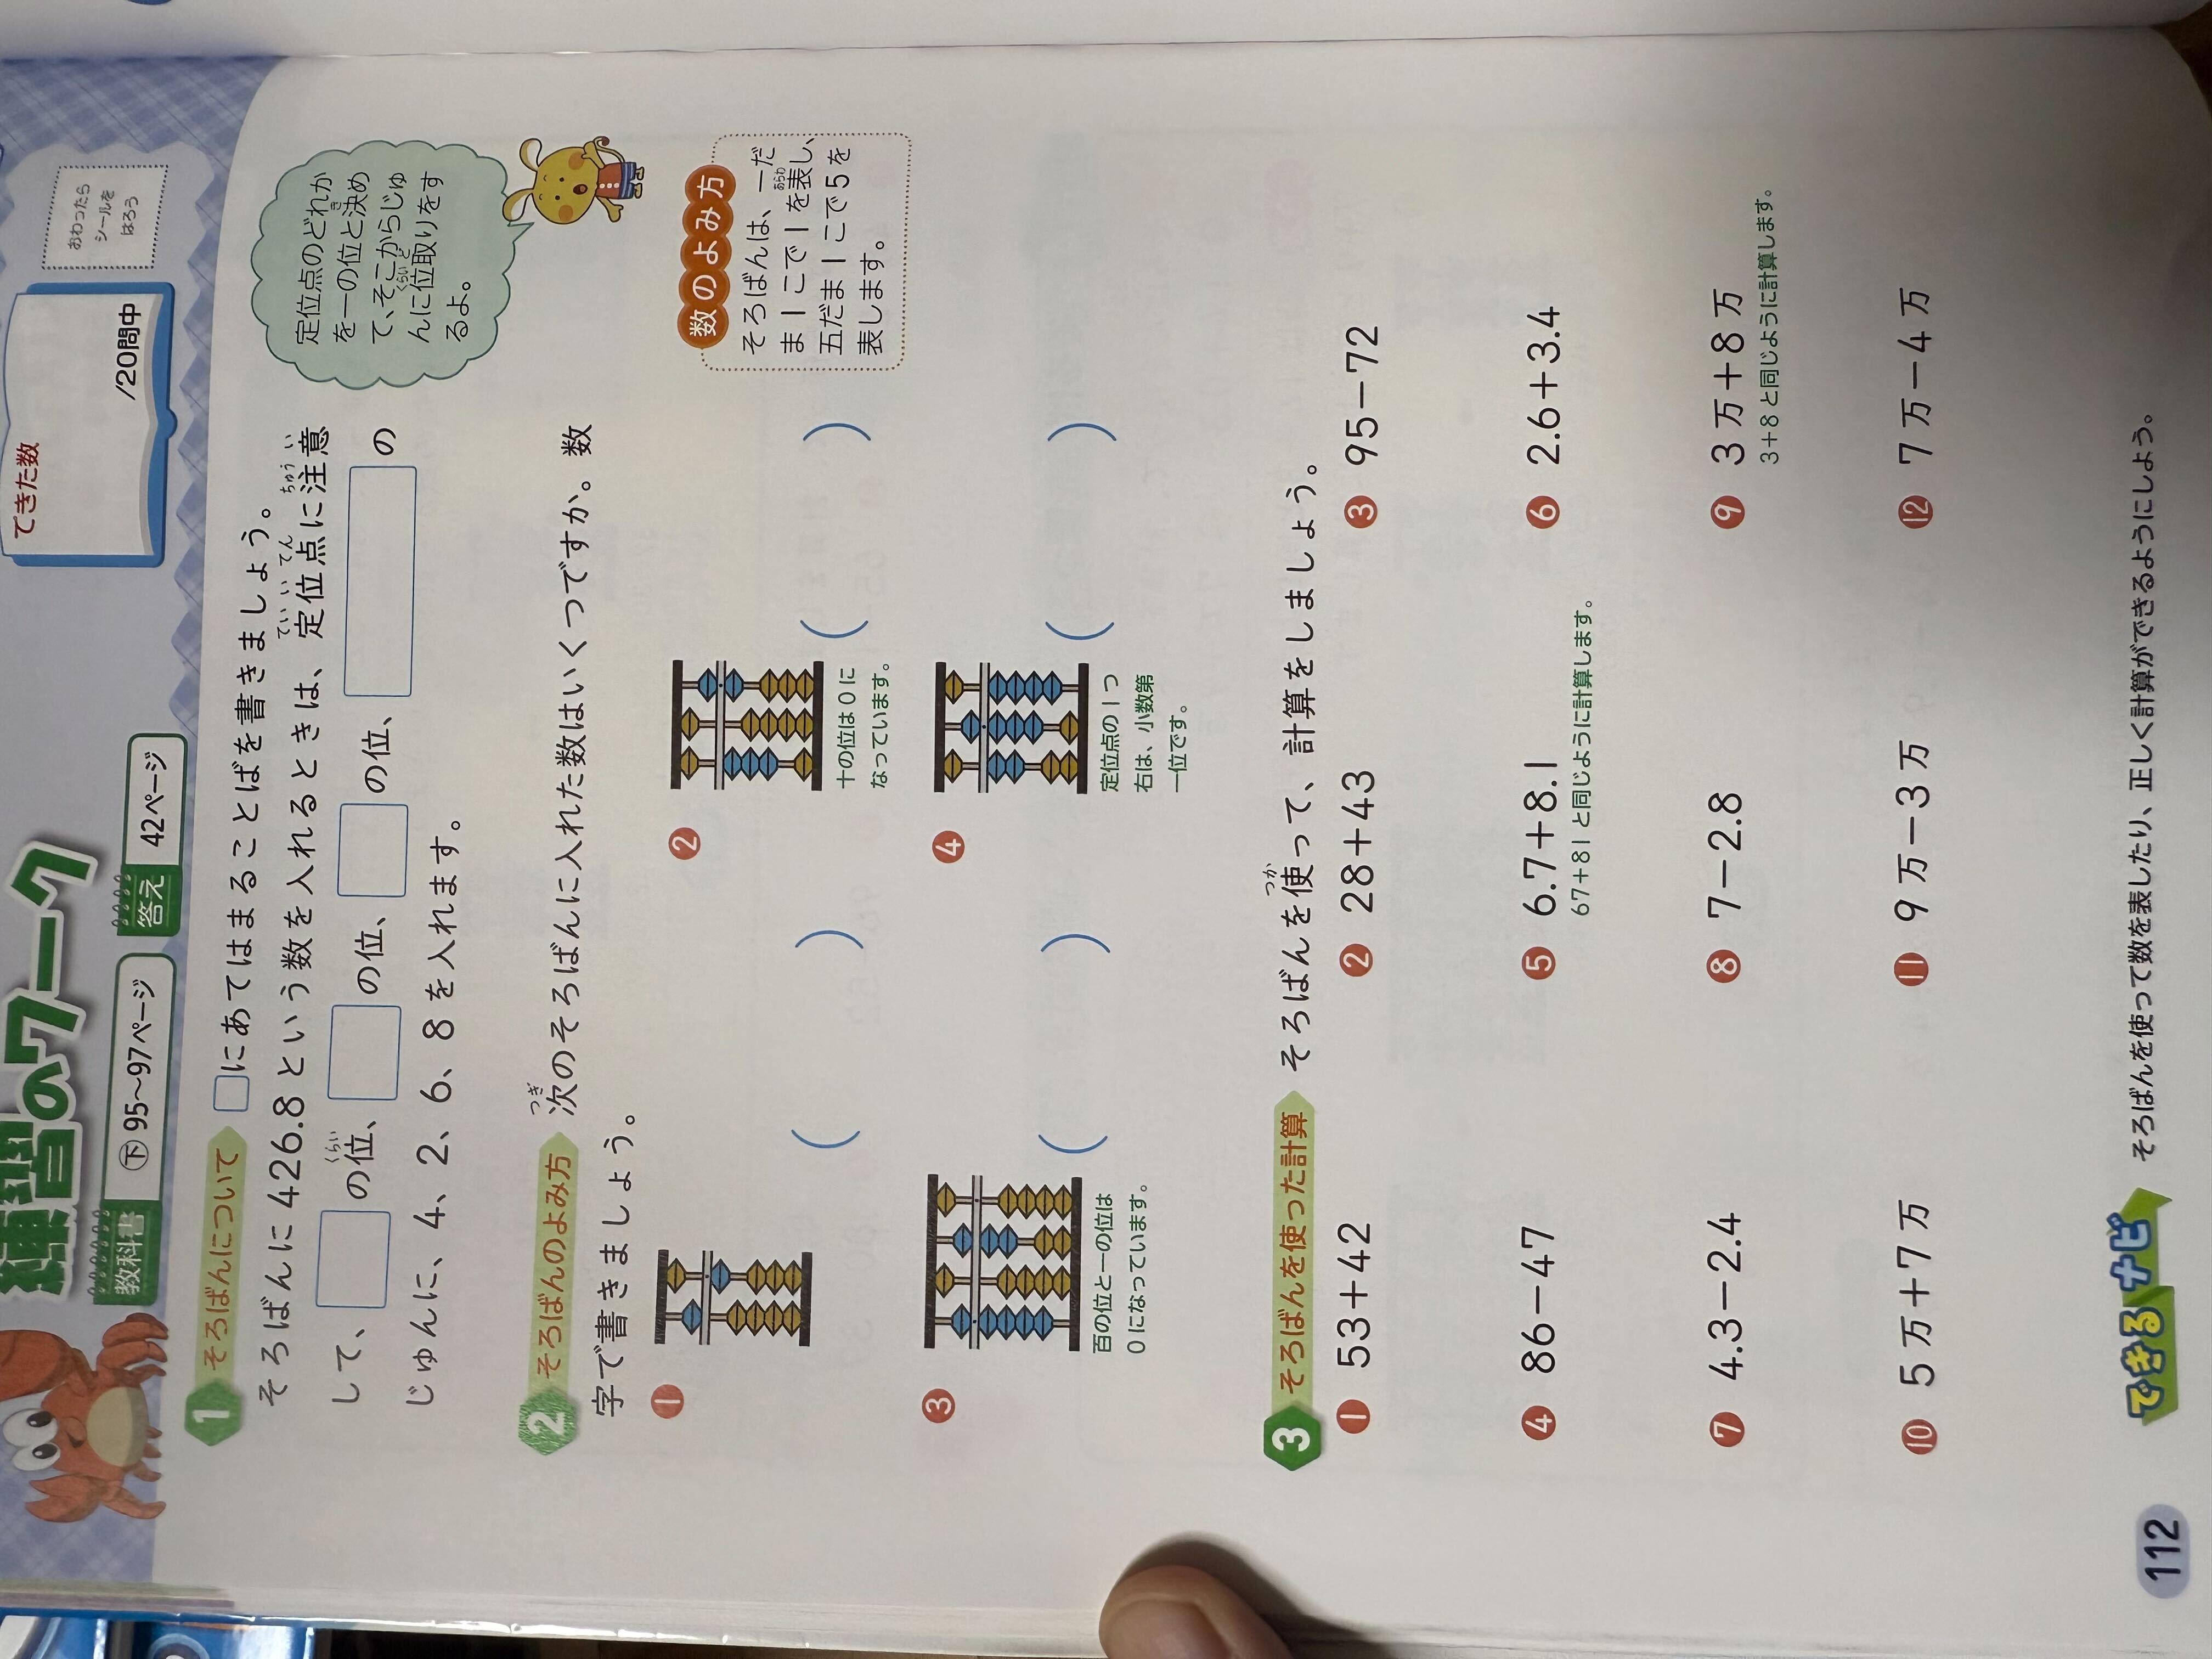 練習のワーク
教科書 下 95〜97ページ
答え 42ページ
できた数
/20問中
おわったら
シールを
はろう
1 そろばんについて □にあてはまることばを書きましょう。
そろばんに 426.8 という数を入れるときは、定位点に注意
して、□の位、□の位、□の位、□の
じゅんに、4、2、6、8 を入れます。
定位点のどれか
を一の位と決め
て、そこからじゅ
んに位取りをす
るよ。
2 そろばんのよみ方 次のそろばんに入れた数はいくつですか。数
字で書きましょう。
数のよみ方
そろばんは、一だ
ま1こで1を表し、
五だま1こで5を
表します。
① ( )
② ( )
十の位は0に
なっています。
③ ( )
百の位と一の位は
0になっています。
④ ( )
定位点の1つ
右は、小数第
一位です。
3 そろばんを使った計算 そろばんを使って、計算をしましょう。
① 53+42 ② 28+43 ③ 95−72
④ 86−47 ⑤ 6.7+8.1 ⑥ 2.6+3.4
67+81と同じように計算します。
⑦ 4.3−2.4 ⑧ 7−2.8 ⑨ 3万+8万
3+8と同じように計算します。
⑩ 5万+7万 ⑪ 9万−3万 ⑫ 7万−4万
112
できるナビ そろばんを使って数を表したり、正しく計算ができるようにしよう。